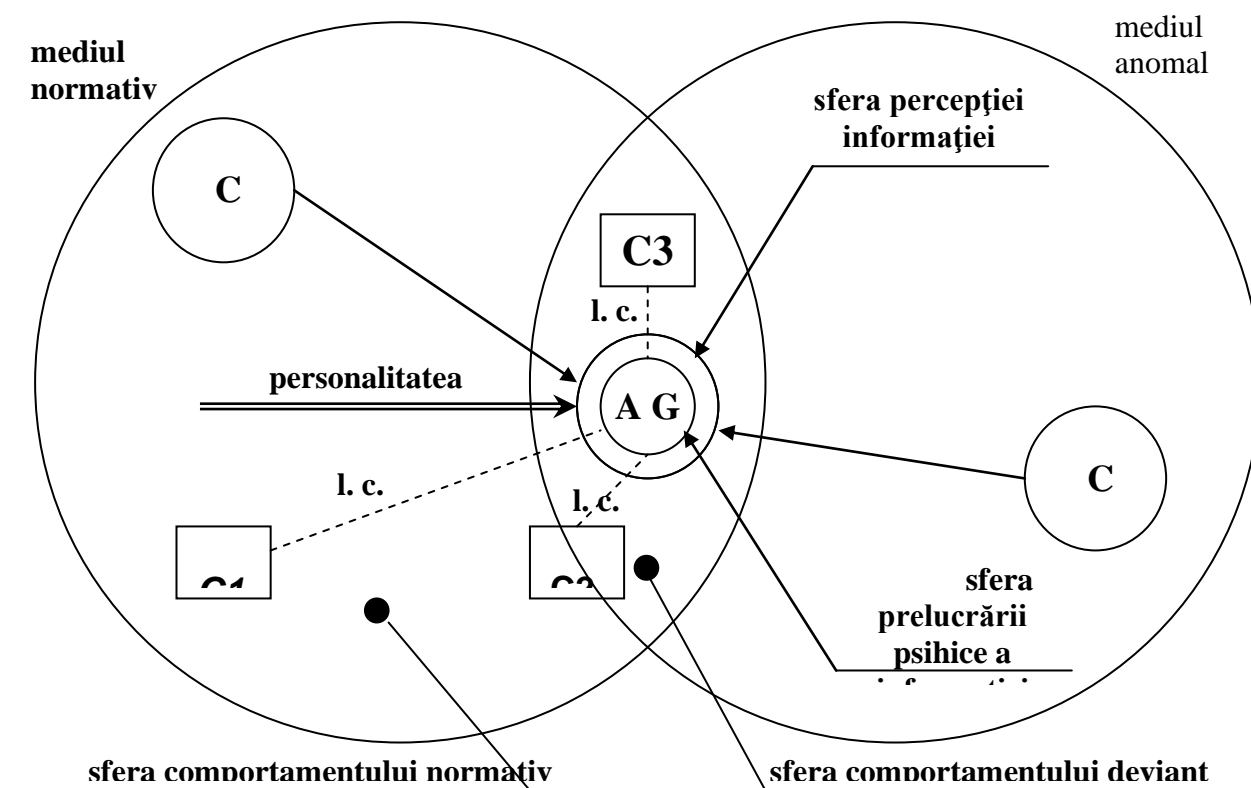 mediul
anomal
mediul
normativ
sfera percepţiei
informaţiei
C
C3
l. c.
personalitatea
A G
l. c.
l. c.
C
sfera
prelucrării
psihice a
sfera comportamentului normativ
sfera comportamentului deviant